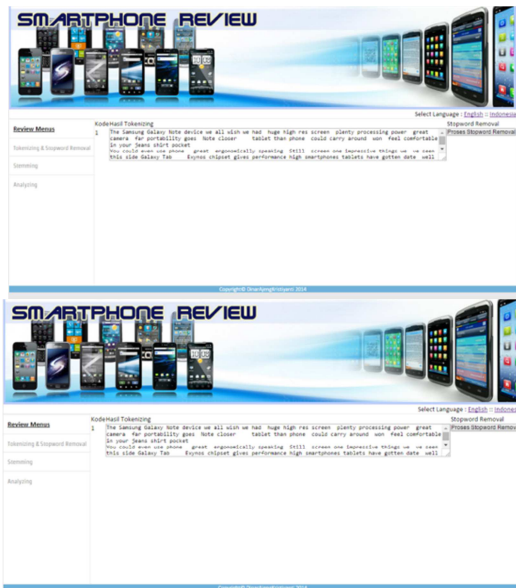 SMARTPHONE REVIEW
Select Language : English :: Indonesia
Review Menus
Kode Hasil Tokenizing
Stopword Removal
1
The Samsung Galaxy Note device we all wish we had huge high res screen plenty processing power great
camera far portability goes Note closer tablet than phone could carry around won feel comfortable
in your jeans shirt pocket
You could even use phone great ergonomically speaking Still screen one impressive things we ve seen
this side Galaxy Tab Exynos chipset gives performance high smartphones tablets have gotten date well
Proses Stopword Removal
Tokenizing & Stopword Removal
Stemming
Analyzing
SMARTPHONE REVIEW
Select Language : English :: Indones
Review Menus
Kode Hasil Tokenizing
Stopword Removal
1
The Samsung Galaxy Note device we all wish we had huge high res screen plenty processing power great
camera far portability goes Note closer tablet than phone could carry around won feel comfortable
in your jeans shirt pocket
You could even use phone great ergonomically speaking Still screen one impressive things we ve seen
this side Galaxy Tab Exynos chipset gives performance high smartphones tablets have gotten date well
Proses Stopword Remov
Tokenizing & Stopword Removal
Stemming
Analyzing